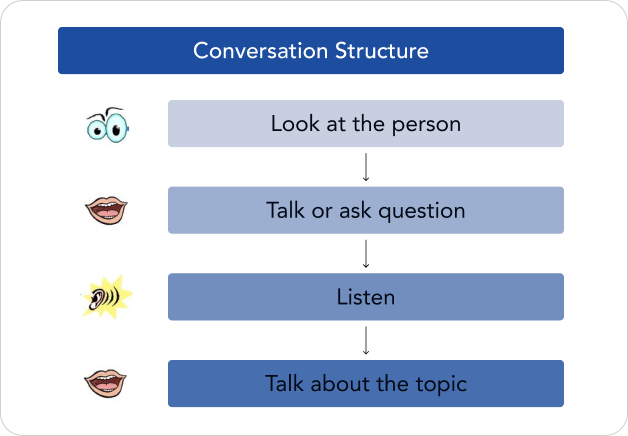 Conversation Structure
Look at the person
Talk or ask question
Listen
Talk about the topic